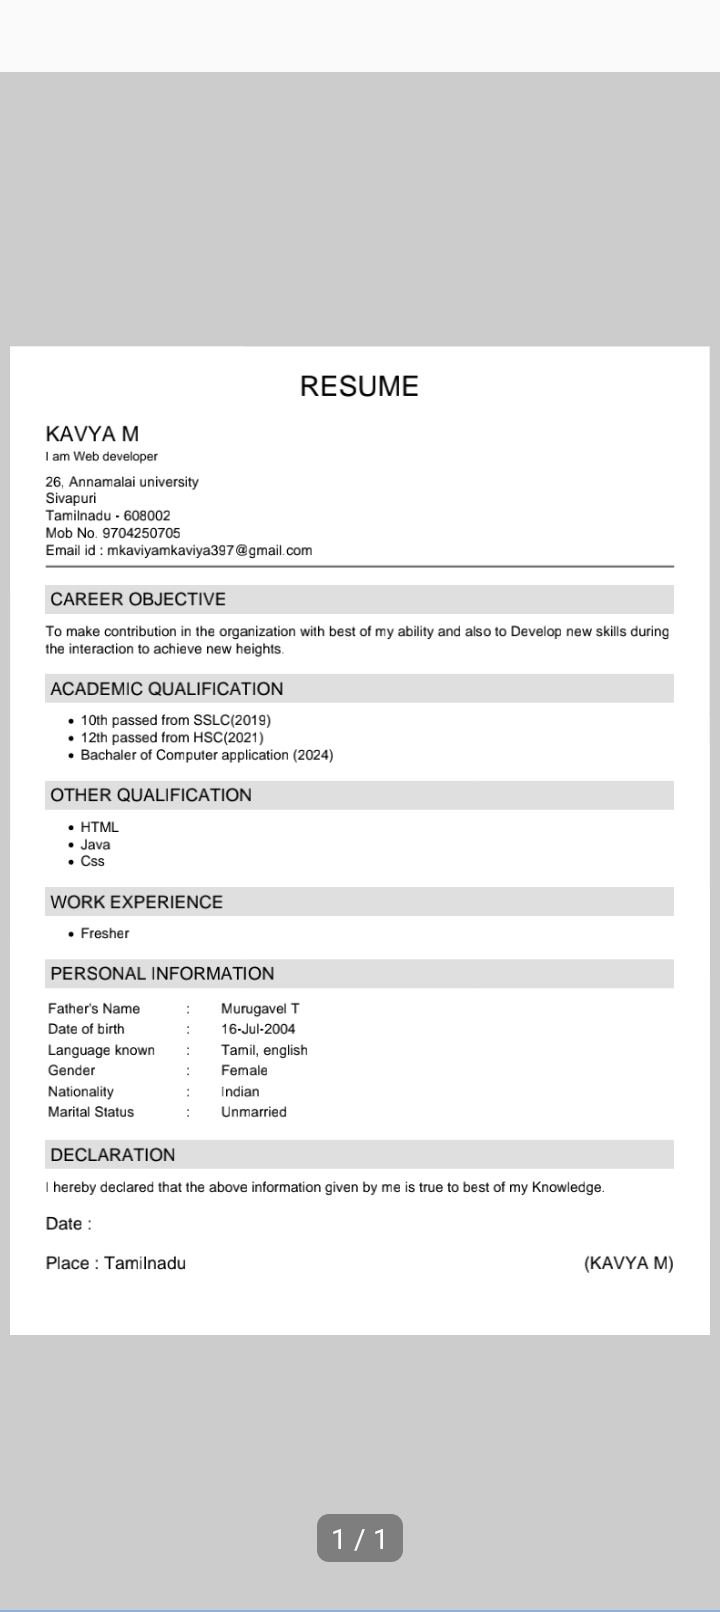 RESUME
KAVYA M
I am Web developer
26, Annamalai university
Sivapuri
Tamilnadu - 608002
Mob No. 9704250705
Email id : mkaviyamkaviya397@gmail.com
CAREER OBJECTIVE
To make contribution in the organization with best of my ability and also to Develop new skills during
the interaction to achieve new heights.
ACADEMIC QUALIFICATION
• 10th passed from SSLC(2019)
• 12th passed from HSC(2021)
• Bachaler of Computer application (2024)
OTHER QUALIFICATION
• HTML
• Java
• Css
WORK EXPERIENCE
• Fresher
PERSONAL INFORMATION
Father's Name : Murugavel T
Date of birth : 16-Jul-2004
Language known : Tamil, english
Gender : Female
Nationality : Indian
Marital Status : Unmarried
DECLARATION
I hereby declared that the above information given by me is true to best of my Knowledge.
Date :
Place : Tamilnadu (KAVYA M)
1 / 1